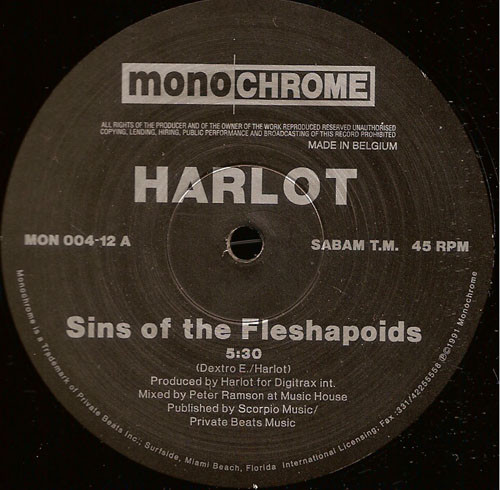 monoCHROME
ALL RIGHTS OF THE PRODUCER AND OF THE OWNER OF THE WORK REPRODUCED RESERVED UNAUTHORISED
COPYING, LENDING, HIRING, PUBLIC PERFORMANCE AND BROADCASTING OF THIS RECORD PROHIBITED
MADE IN BELGIUM
HARLOT
MON 004-12 A
SABAM T.M. 45 RPM
Sins of the Fleshapoids
5:30
(Dextro E./Harlot)
Produced by Harlot for Digitrax int.
Mixed by Peter Ramson at Music House
Published by Scorpio Music/
Private Beats Music
Monochrome is a Trademark of Private Beats Inc.: Surfside, Miami Beach, Florida International Licensing: Fax·331/42256558 ℗©1991 Monochrome